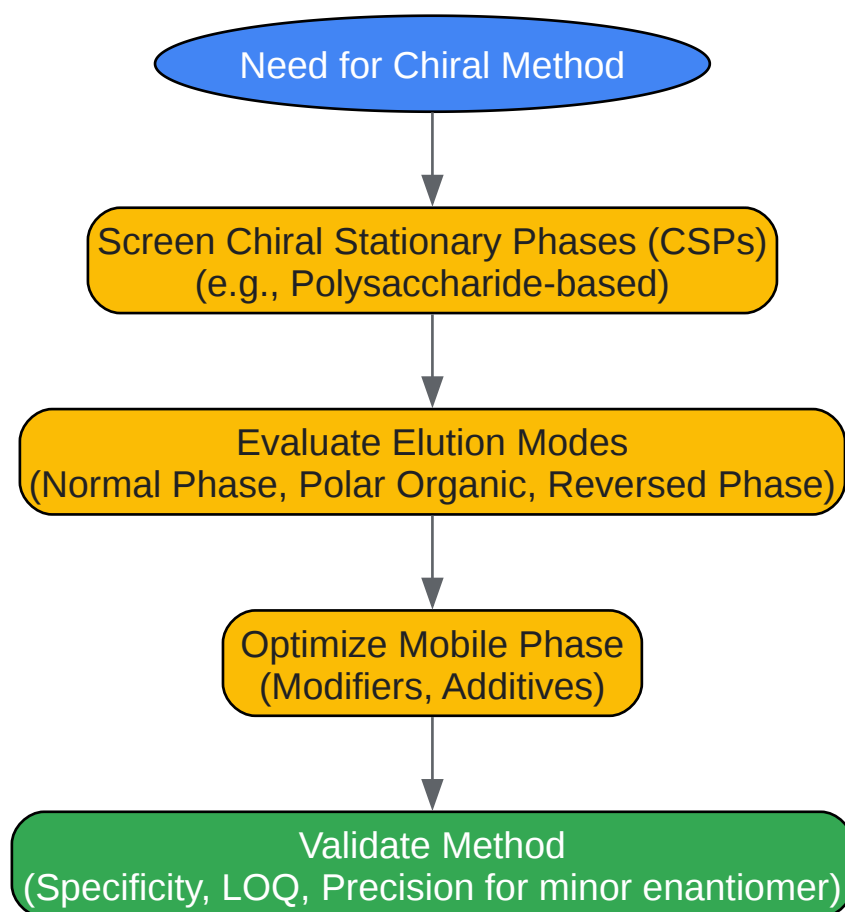 Need for Chiral Method
Screen Chiral Stationary Phases (CSPs)
(e.g., Polysaccharide-based)
Evaluate Elution Modes
(Normal Phase, Polar Organic, Reversed Phase)
Optimize Mobile Phase
(Modifiers, Additives)
Validate Method
(Specificity, LOQ, Precision for minor enantiomer)